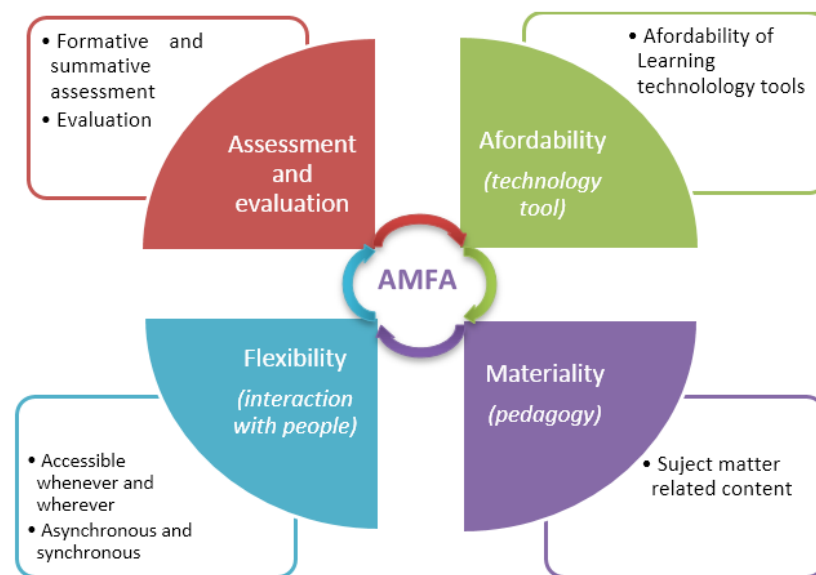 • Formative and
summative
assessment
• Evaluation
Assessment
and
evaluation
• Afordability of
Learning
technolology tools
Afordability
(technology
tool)
AMFA
Flexibility
(interaction
with people)
• Accessible
whenever and
wherever
• Asynchronous and
synchronous
Materiality
(pedagogy)
• Suject matter
related content